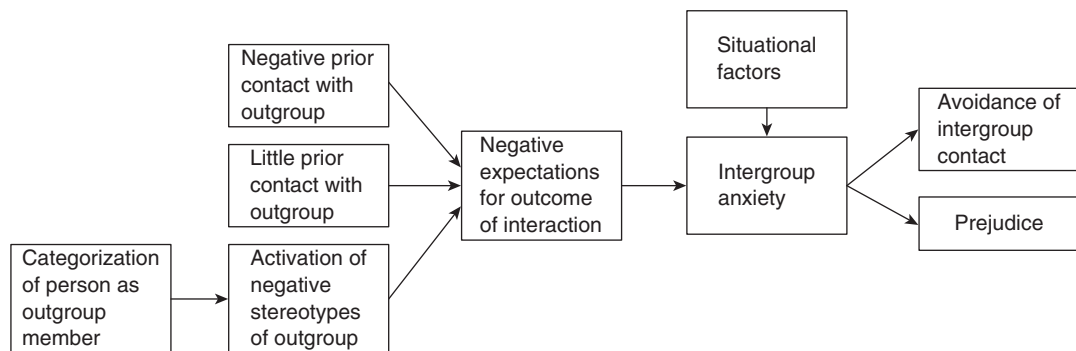 Negative prior
contact with
outgroup
Little prior
contact with
outgroup
Categorization
of person as
outgroup
member
Activation of
negative
stereotypes
of outgroup
Negative
expectations
for outcome
of interaction
Situational
factors
Intergroup
anxiety
Avoidance of
intergroup
contact
Prejudice